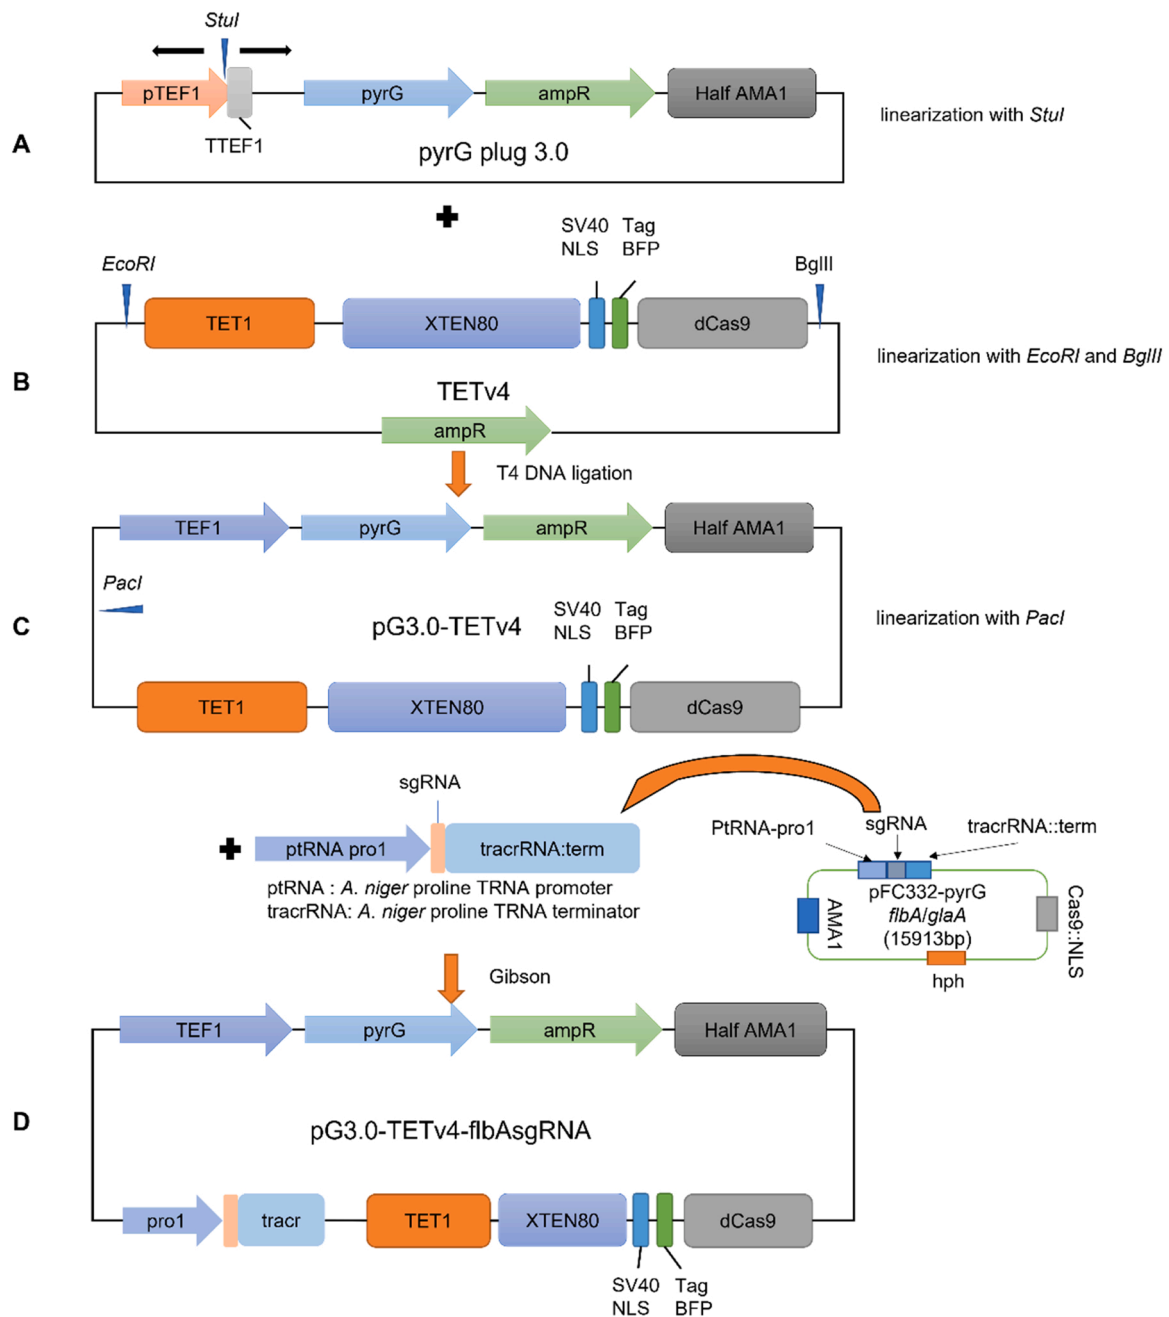 StuI
pTEF1
pyrG
ampR
Half AMA1
linearization with StuI
TTEF1
A
pyrG plug 3.0
SV40
NLS
Tag
BFP
EcoRI
BglII
TET1
XTEN80
dCas9
linearization with EcoRI and BglII
B
TETv4
ampR
T4 DNA ligation
TEF1
pyrG
ampR
Half AMA1
PacI
SV40
NLS
Tag
BFP
C
pG3.0-TETv4
linearization with PacI
TET1
XTEN80
dCas9
sgRNA
ptRNA pro1
tracrRNA:term
ptRNA : A. niger proline TRNA promoter
tracrRNA: A. niger proline TRNA terminator
PtRNA-pro1
sgRNA
tracrRNA::term
pFC332-pyrG
flbA/glaA
(15913bp)
AMA1
Cas9::NLS
hph
Gibson
TEF1
pyrG
ampR
Half AMA1
D
pG3.0-TETv4-flbAsgRNA
pro1
tracr
TET1
XTEN80
dCas9
SV40
NLS
Tag
BFP